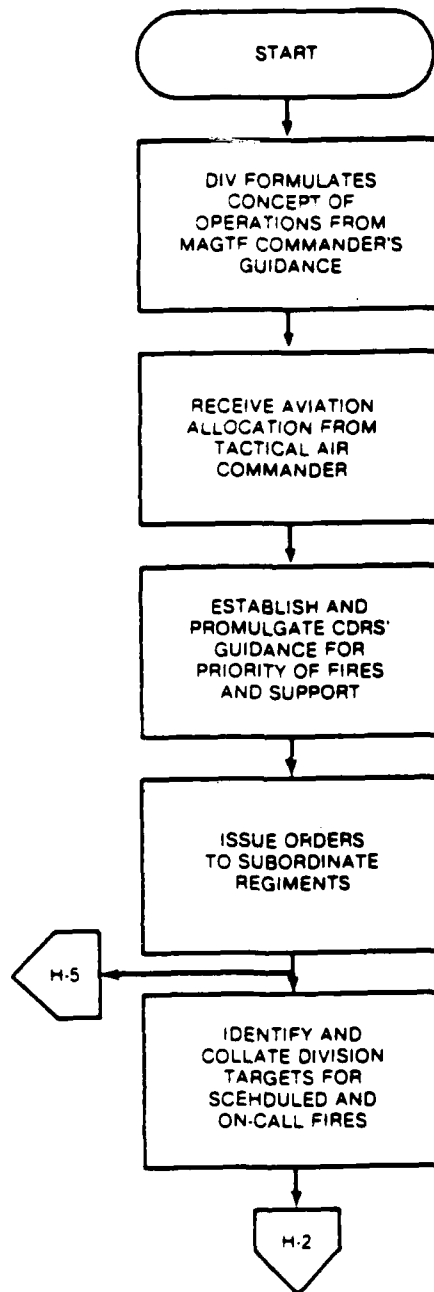 START
DIV FORMULATES
CONCEPT OF
OPERATIONS FROM
MAGTF COMMANDER'S
GUIDANCE
RECEIVE AVIATION
ALLOCATION FROM
TACTICAL AIR
COMMANDER
ESTABLISH AND
PROMULGATE CDRS'
GUIDANCE FOR
PRIORITY OF FIRES
AND SUPPORT
ISSUE ORDERS
TO SUBORDINATE
REGIMENTS
H-5
IDENTIFY AND
COLLATE DIVISION
TARGETS FOR
SCEHDULED AND
ON-CALL FIRES
H-2